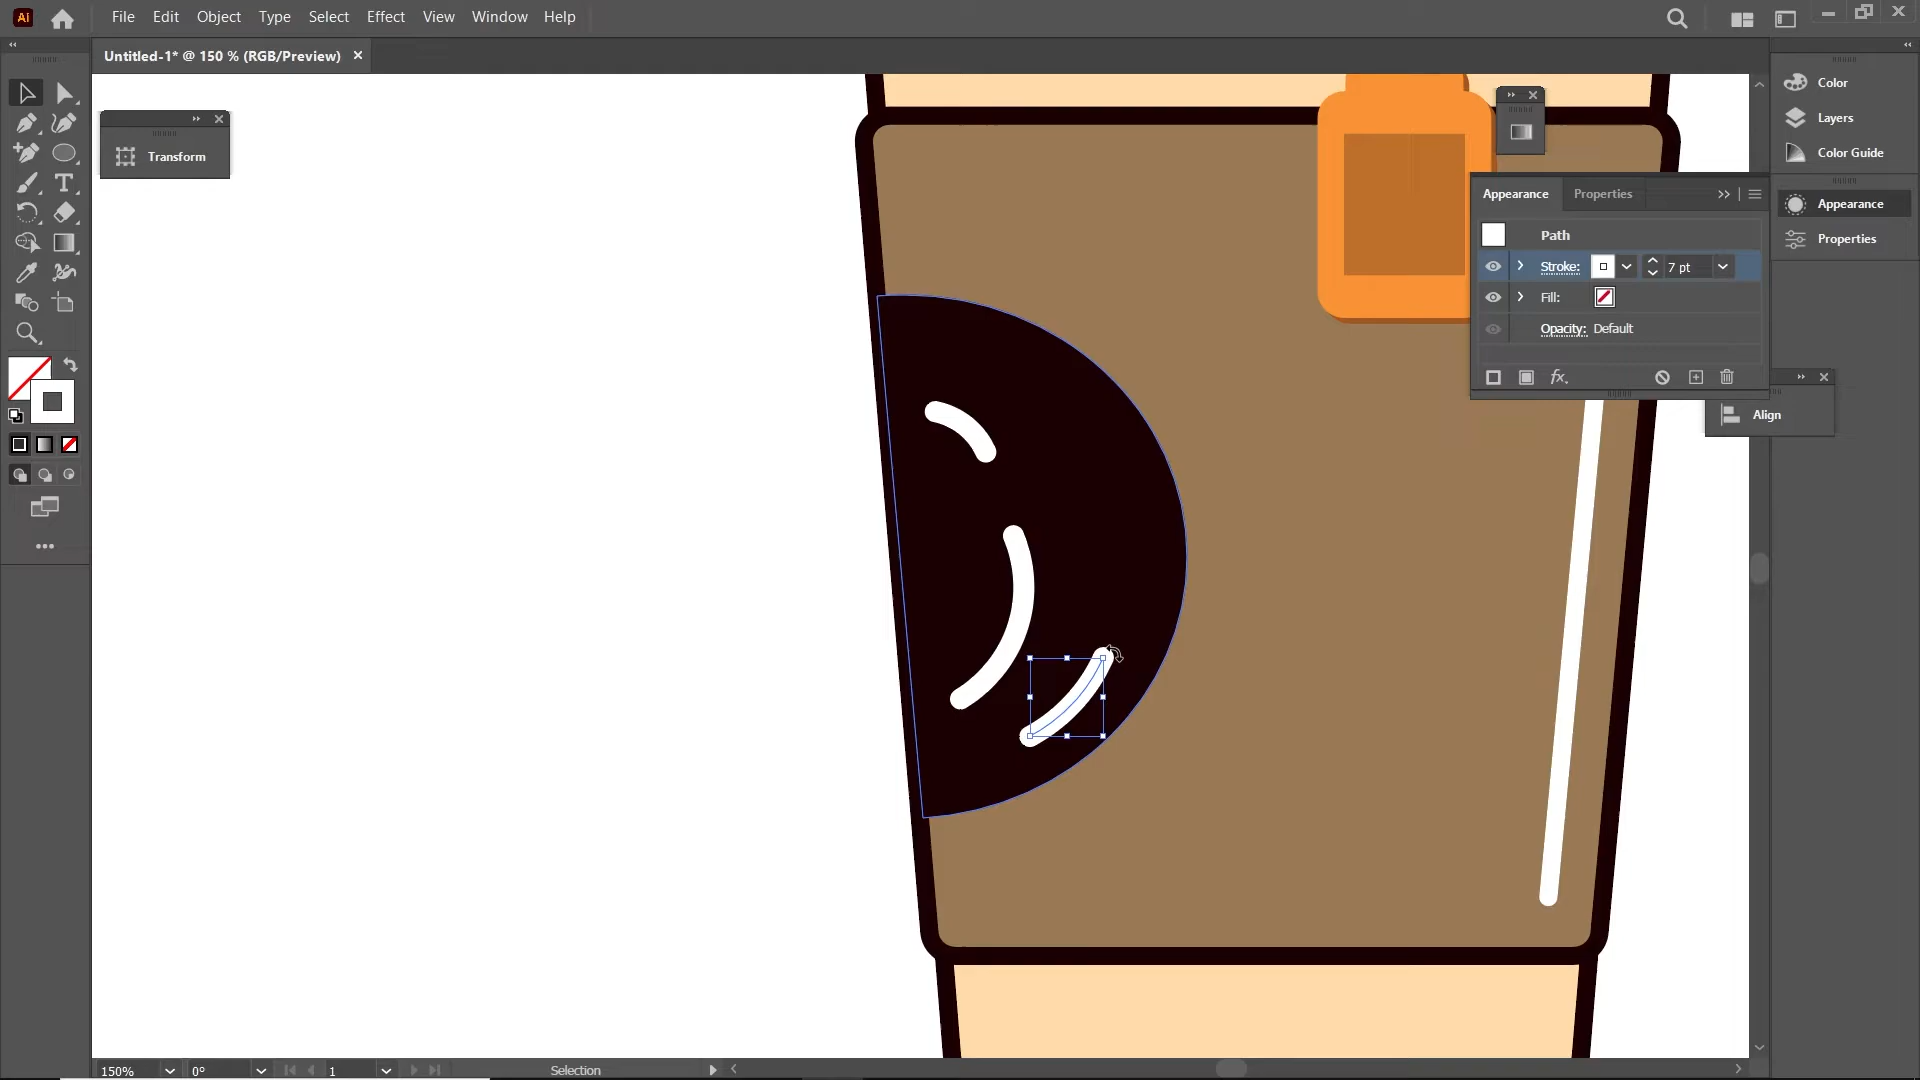 Ai File Edit Object Type Select Effect View Window Help
Untitled-1* @ 150 % (RGB/Preview)
Transform
Color
Layers
Color Guide
Appearance
Properties
Appearance Properties
Path
Stroke: 7 pt
Fill:
Opacity: Default
fx.
Align
150% 0° 1 Selection